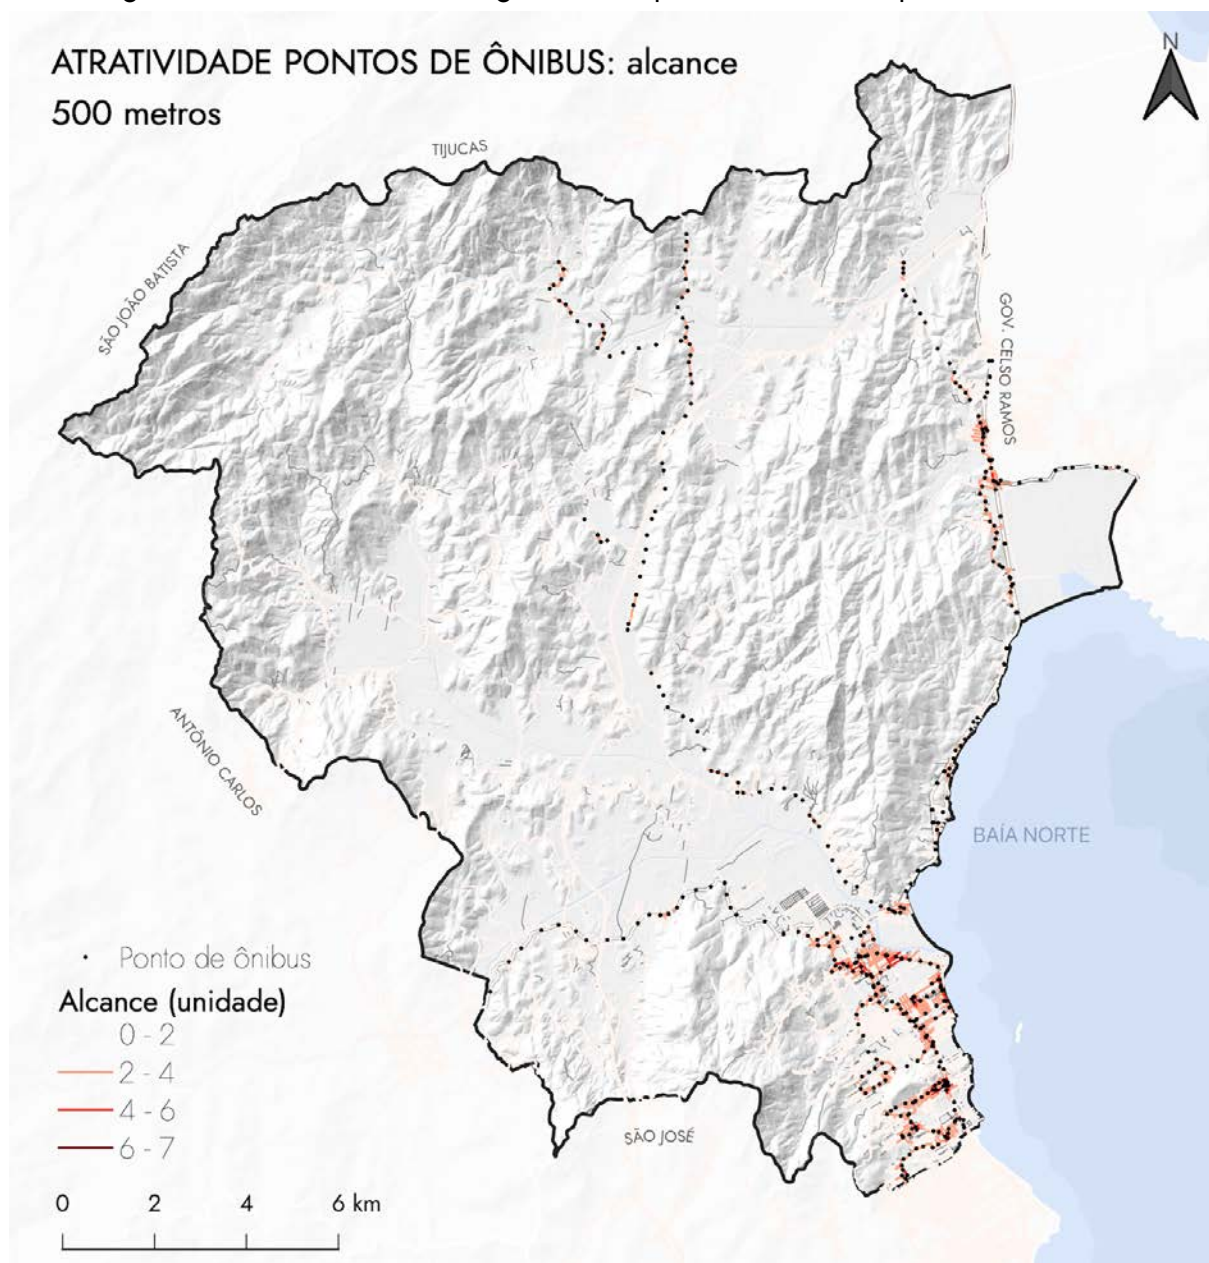 ATRATIVIDADE PONTOS DE ÔNIBUS: alcance
500 metros
N
TIJUCAS
SÃO JOÃO BATISTA
GOV. CELSO RAMOS
ANTÔNIO CARLOS
BAÍA NORTE
SÃO JOSÉ
Ponto de ônibus
Alcance (unidade)
0 - 2
2 - 4
4 - 6
6 - 7
0 2 4 6 km